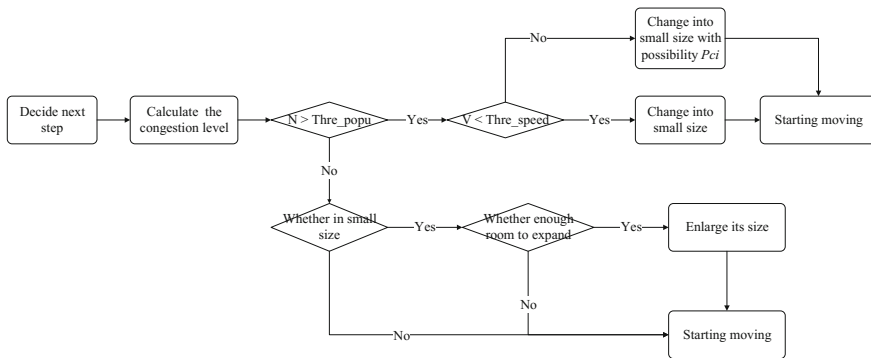 Change into
small size with
possibility Pci
No
Decide next
step
Calculate the
congestion level
N > Thre_popu
Yes
V < Thre_speed
Yes
Change into
small size
Starting moving
No
Whether in small
size
Yes
Whether enough
room to expand
Yes
Enlarge its size
No
No
Starting moving